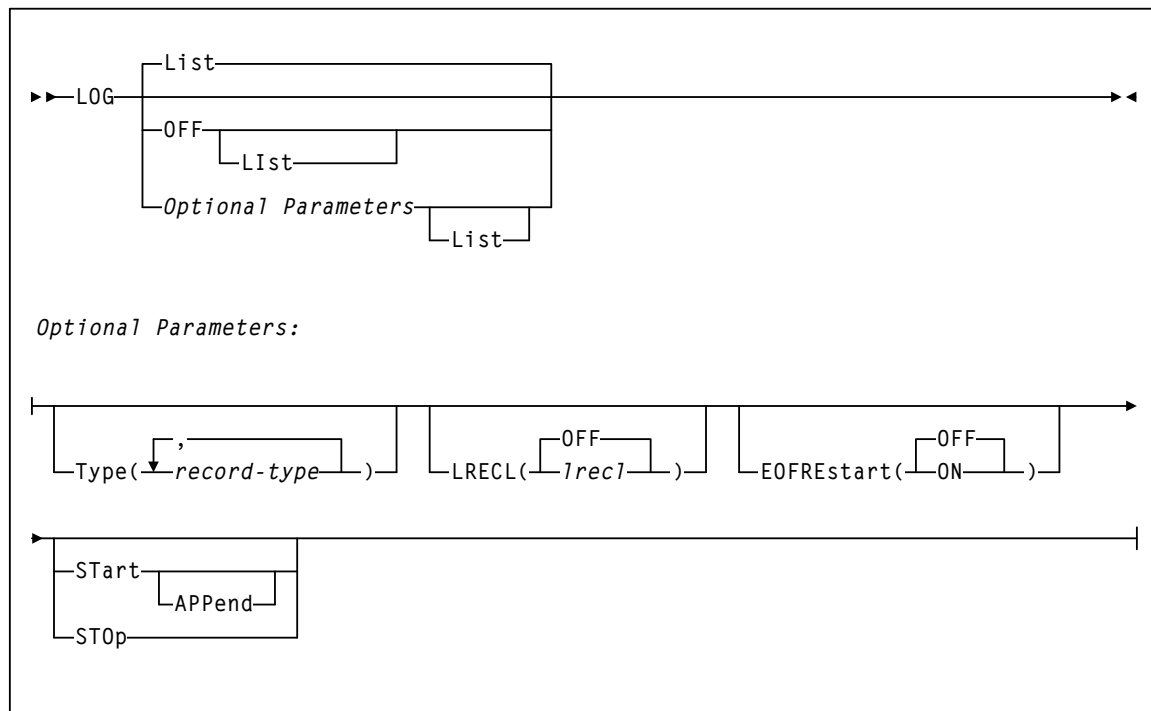 List
LOG
OFF
LIst
Optional Parameters
List
Optional Parameters:
, OFF OFF
Type( record-type ) LRECL( lrecl ) EOFREstart( ON )
STart
APPend
STOp